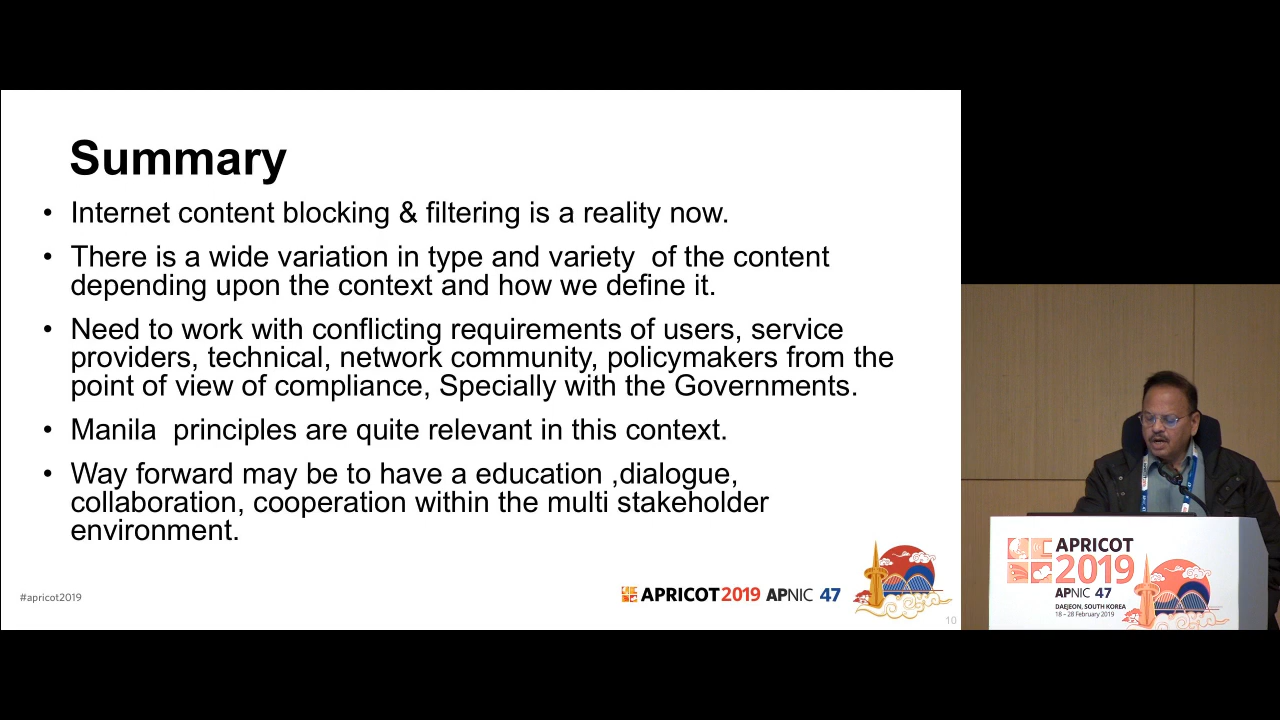 Summary
• Internet content blocking & filtering is a reality now.
• There is a wide variation in type and variety  of the content
depending upon the context and how we define it.
• Need to work with conflicting requirements of users, service
providers, technical, network community, policymakers from the
point of view of compliance, Specially with the Governments.
• Manila  principles are quite relevant in this context.
• Way forward may be to have a education ,dialogue,
collaboration, cooperation within the multi stakeholder
environment.
#apricot2019
APRICOT 2019 APNIC 47
10
APRICOT
2019
APNIC 47
DAEJEON, SOUTH KOREA
18 – 28 February 2019